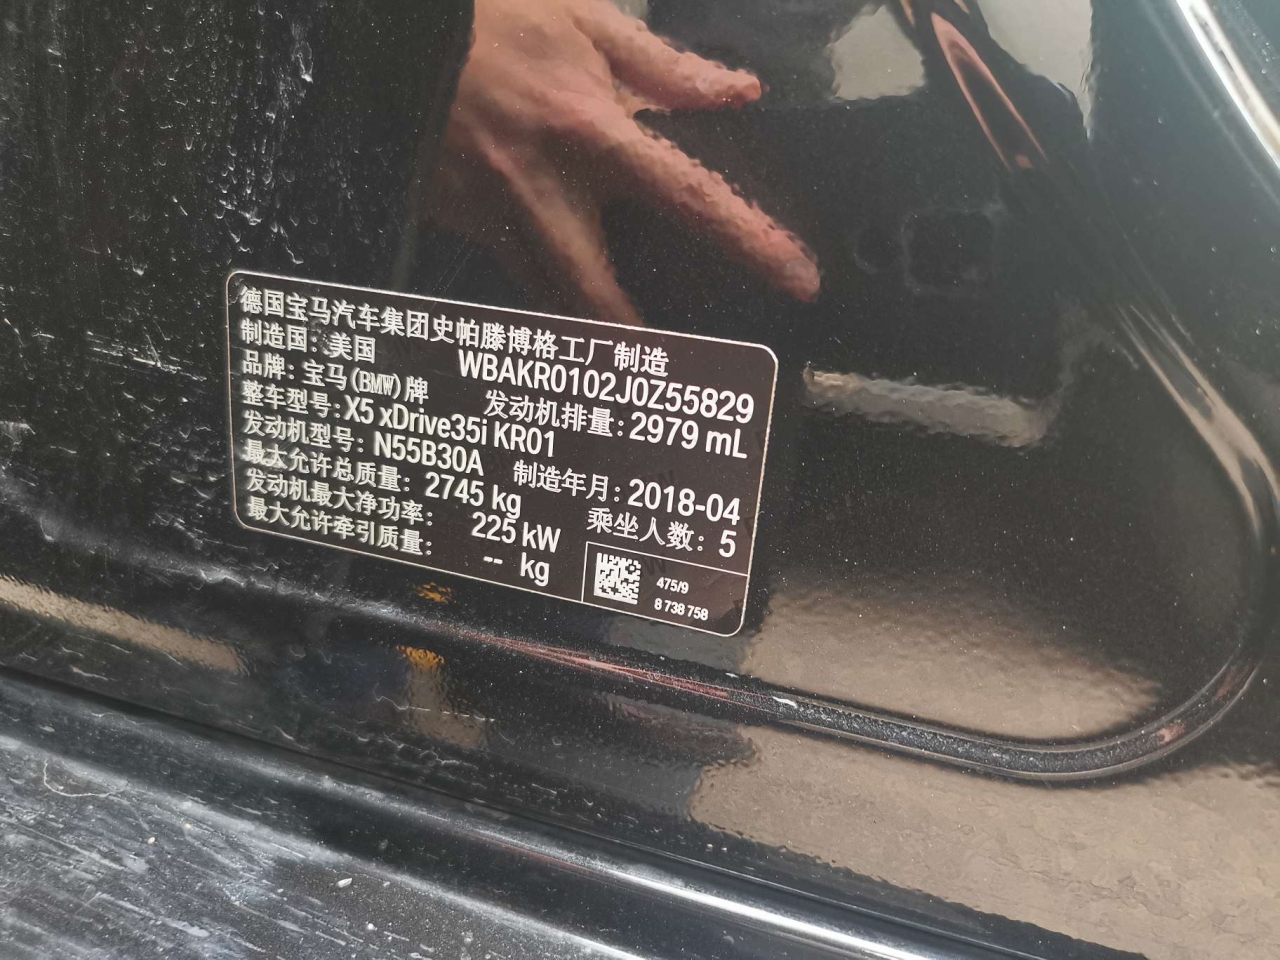 德国宝马汽车集团史帕滕博格工厂制造
制造国: 美国 WBAKR0102J0Z55829
品牌: 宝马(BMW)牌 发动机排量: 2979 mL
整车型号: X5 xDrive35i KR01
发动机型号: N55B30A 制造年月: 2018-04
最大允许总质量: 2745 kg 乘坐人数: 5
发动机最大净功率: 225 kW
最大允许牵引质量: -- kg
475/9
8 738 758